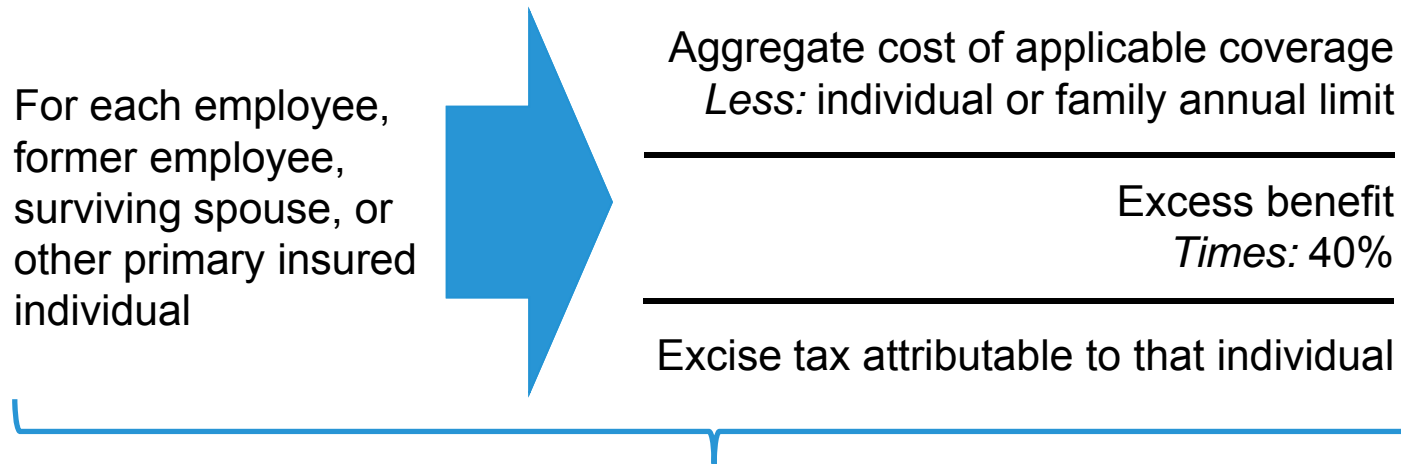 For each employee,
former employee,
surviving spouse, or
other primary insured
individual
Aggregate cost of applicable coverage
Less: individual or family annual limit
Excess benefit
Times: 40%
Excise tax attributable to that individual